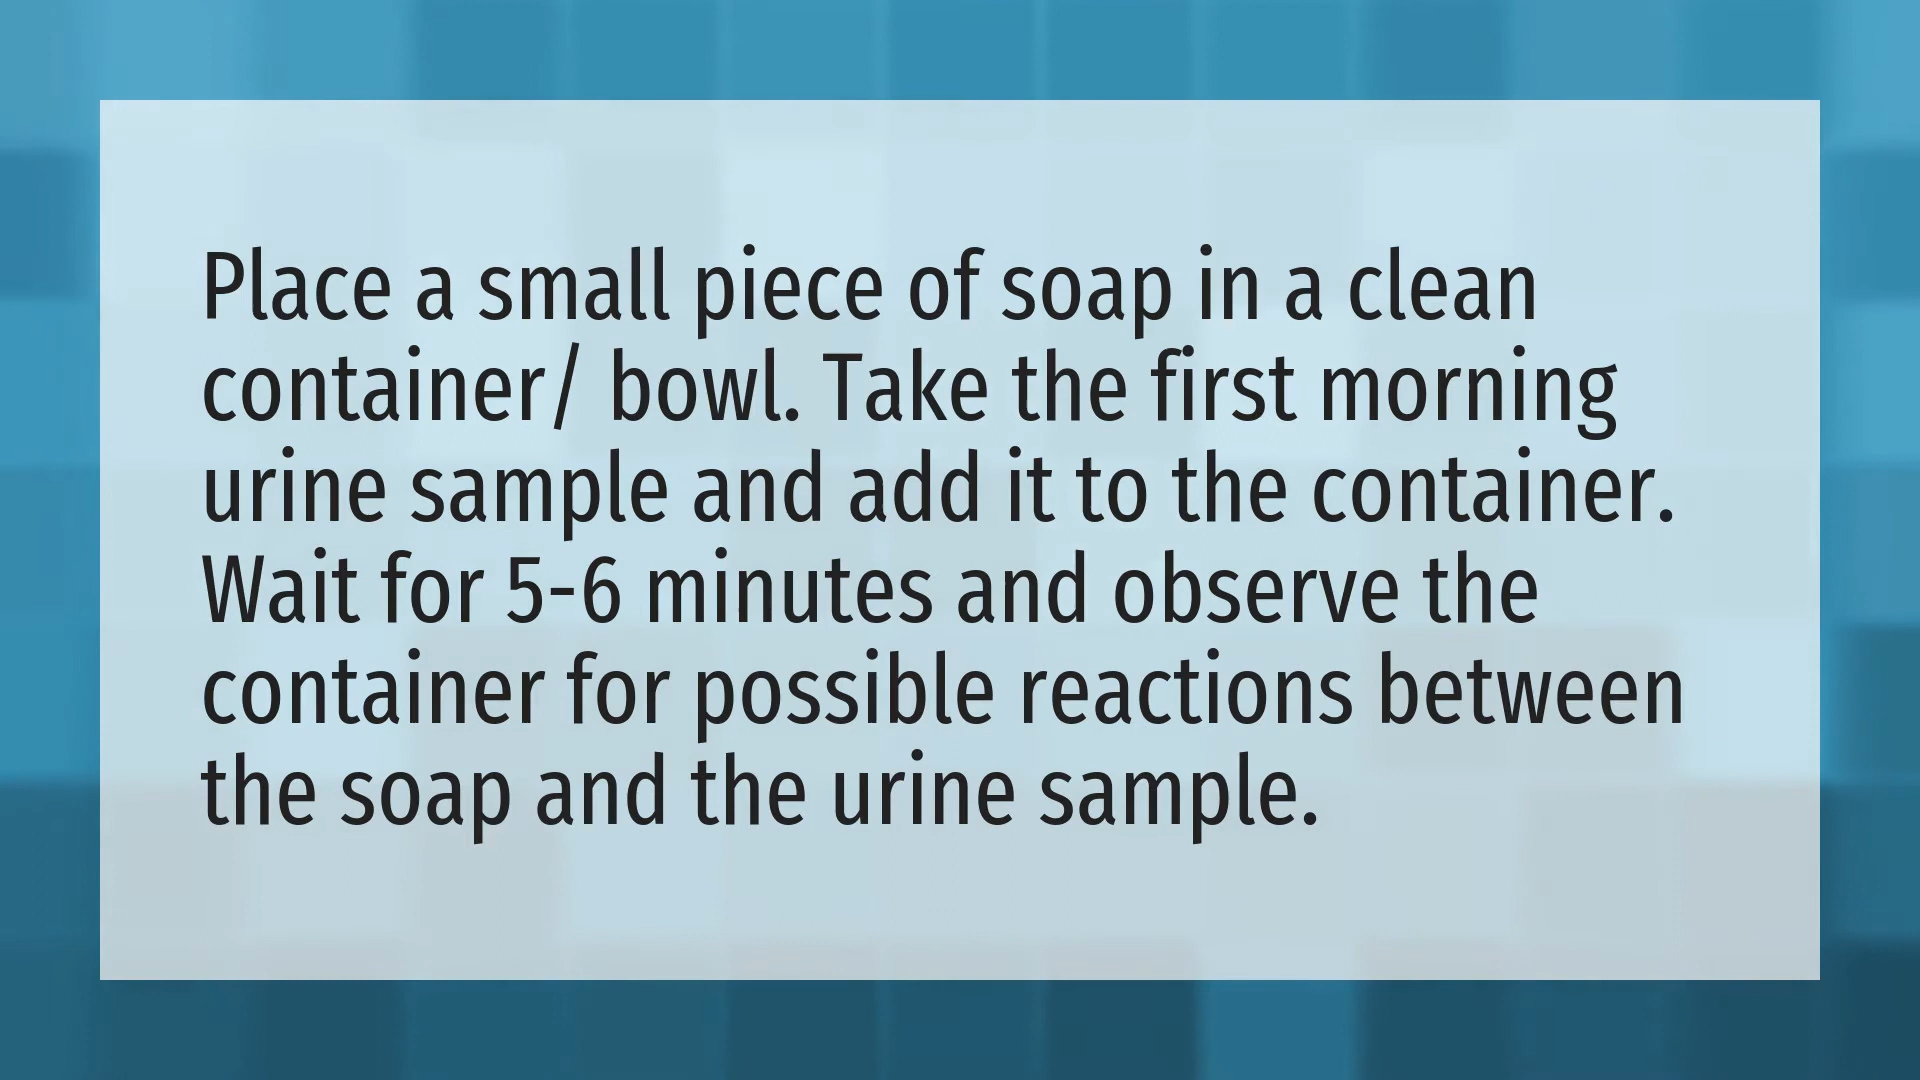 Place a small piece of soap in a clean
container/ bowl. Take the first morning
urine sample and add it to the container.
Wait for 5-6 minutes and observe the
container for possible reactions between
the soap and the urine sample.